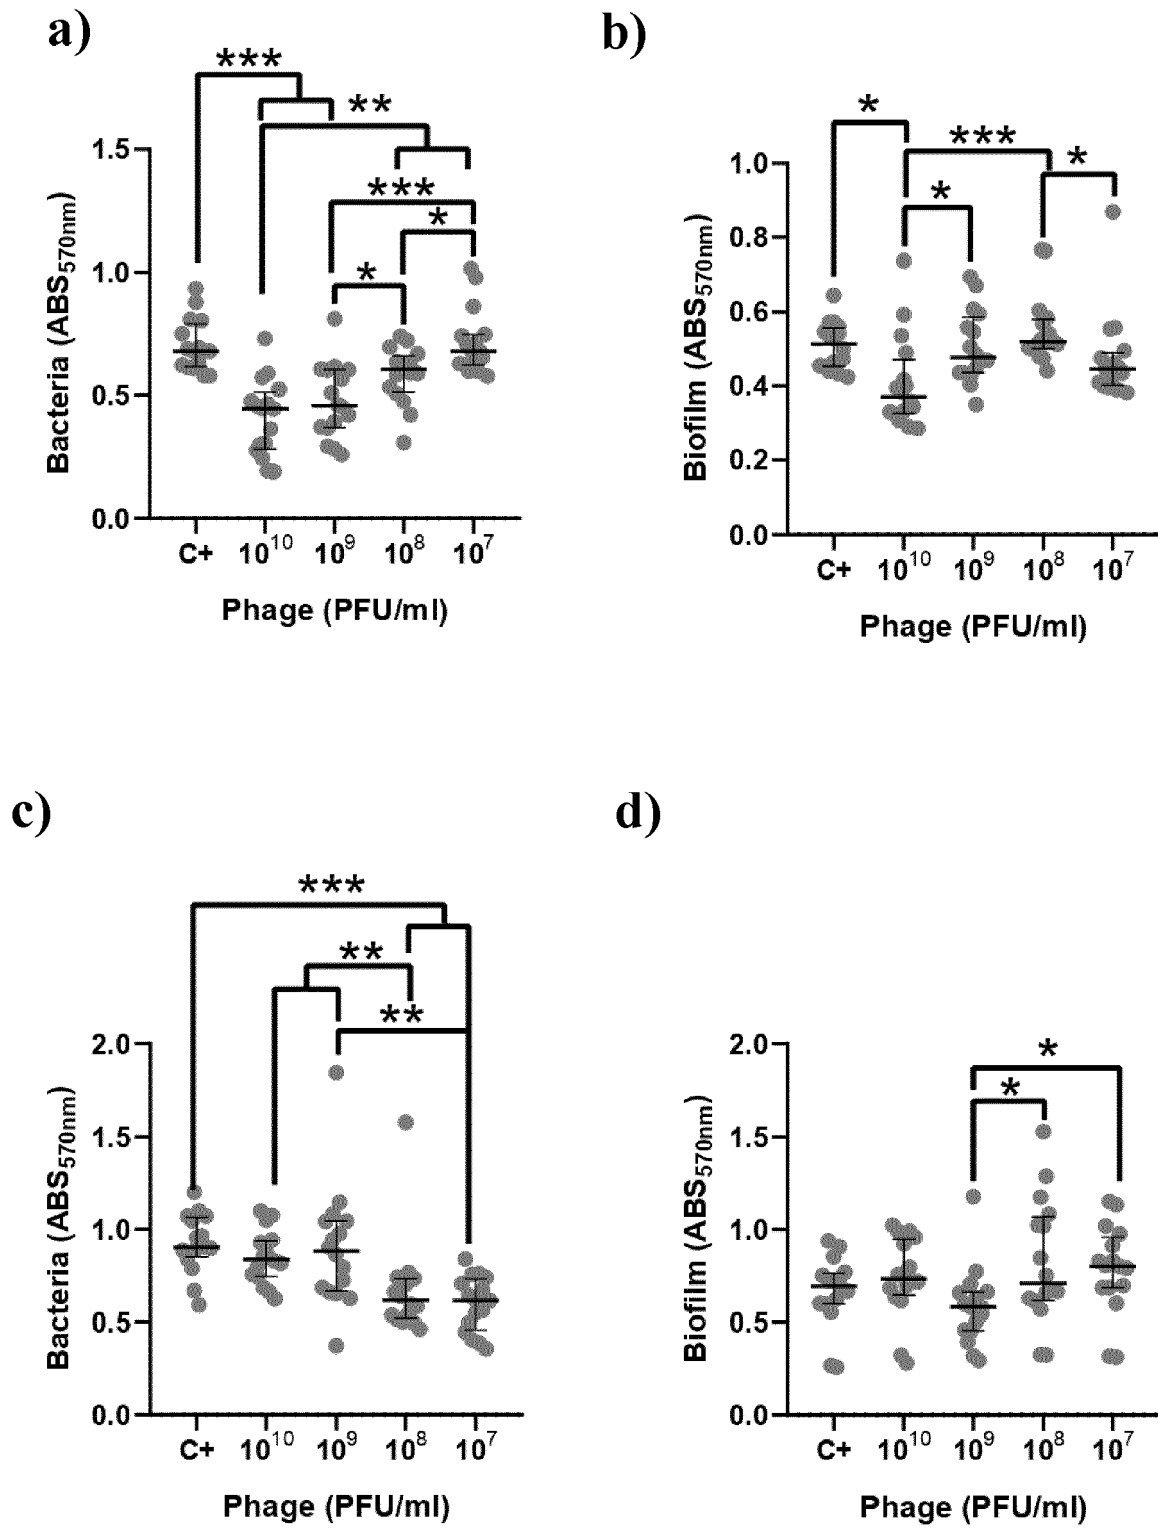 a)
***
**
***
*
*
1.5
1.0
0.5
0.0
Bacteria (ABS570nm)
C+ 10^10 10^9 10^8 10^7
Phage (PFU/ml)
b)
*
***
*
*
1.0
0.8
0.6
0.4
0.2
0.0
Biofilm (ABS570nm)
C+ 10^10 10^9 10^8 10^7
Phage (PFU/ml)
c)
***
**
**
2.0
1.5
1.0
0.5
0.0
Bacteria (ABS570nm)
C+ 10^10 10^9 10^8 10^7
Phage (PFU/ml)
d)
*
*
2.0
1.5
1.0
0.5
0.0
Biofilm (ABS570nm)
C+ 10^10 10^9 10^8 10^7
Phage (PFU/ml)